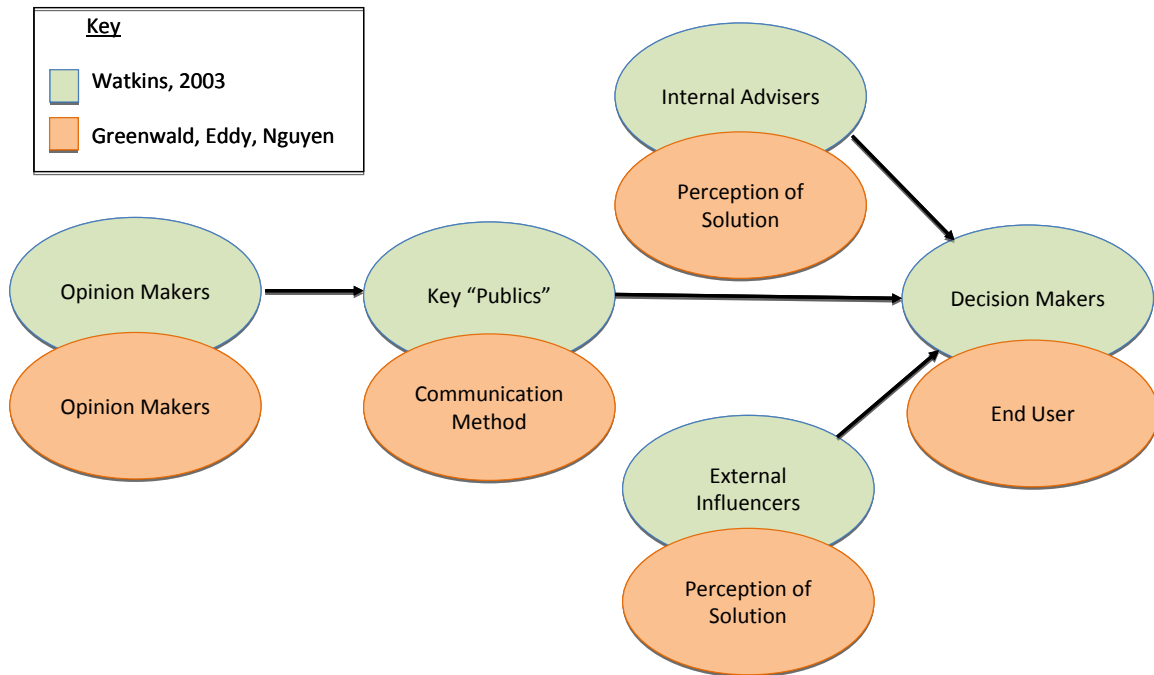 Key
Watkins, 2003
Greenwald, Eddy, Nguyen
Internal Advisers
Perception of
Solution
Opinion Makers
Opinion Makers
Key “Publics”
Communication
Method
Decision Makers
End User
External
Influencers
Perception of
Solution